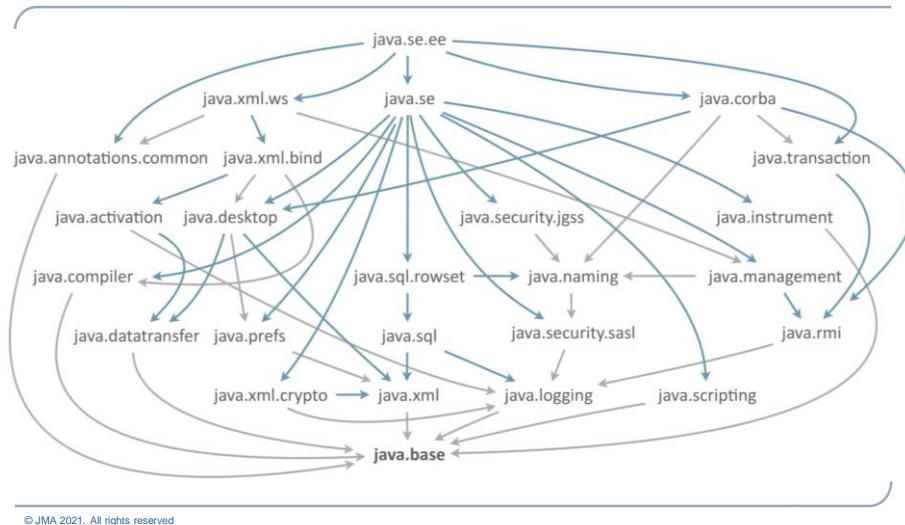 java.se.ee
java.xml.ws
java.se
java.corba
java.annotations.common
java.xml.bind
java.transaction
java.activation
java.desktop
java.security.jgss
java.instrument
java.compiler
java.sql.rowset
java.naming
java.management
java.datatransfer
java.prefs
java.sql
java.security.sasl
java.rmi
java.xml.crypto
java.xml
java.logging
java.scripting
java.base
© JMA 2021. All rights reserved